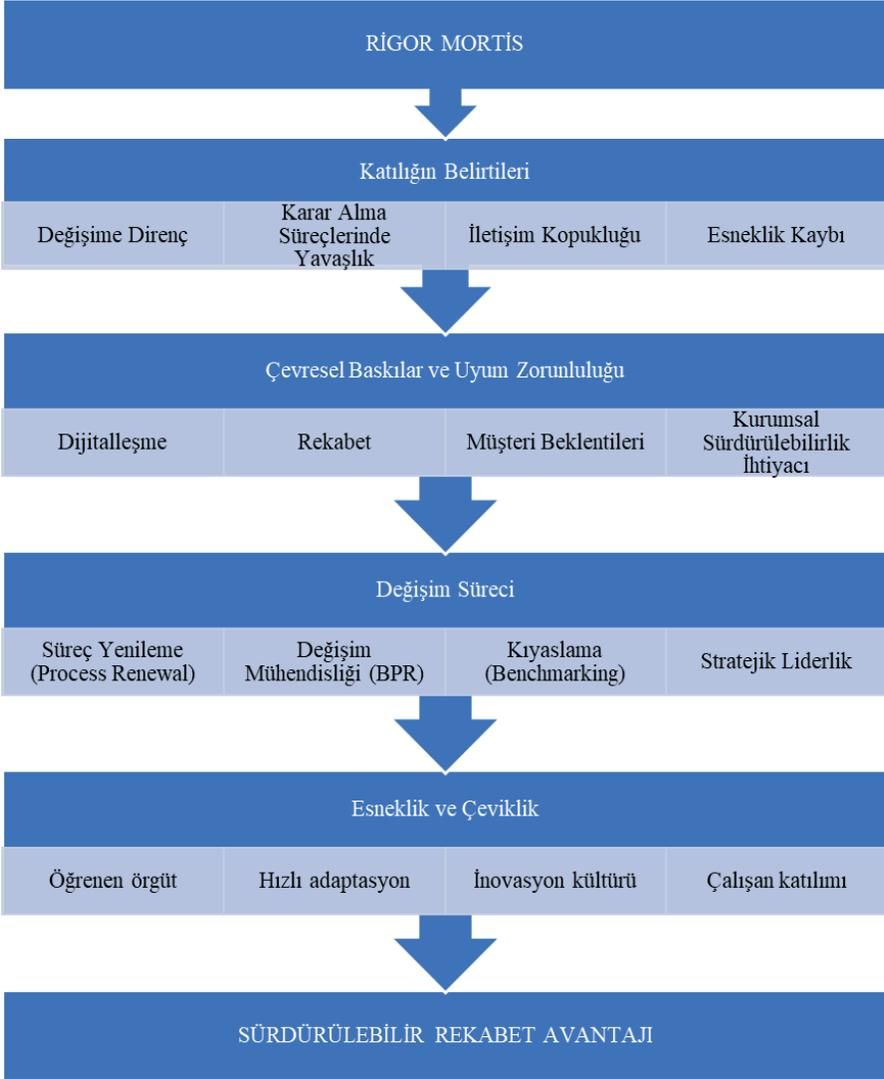 RİGOR MORTİS
Katılığın Belirtileri
Değişime Direnç
Karar Alma
Süreçlerinde
Yavaşlık
İletişim Kopukluğu
Esneklik Kaybı
Çevresel Baskılar ve Uyum Zorunluluğu
Dijitalleşme
Rekabet
Müşteri Beklentileri
Kurumsal
Sürdürülebilirlik
İhtiyacı
Değişim Süreci
Süreç Yenileme
(Process Renewal)
Değişim
Mühendisliği (BPR)
Kıyaslama
(Benchmarking)
Stratejik Liderlik
Esneklik ve Çeviklik
Öğrenen örgüt
Hızlı adaptasyon
İnovasyon kültürü
Çalışan katılımı
SÜRDÜRÜLEBİLİR REKABET AVANTAJI